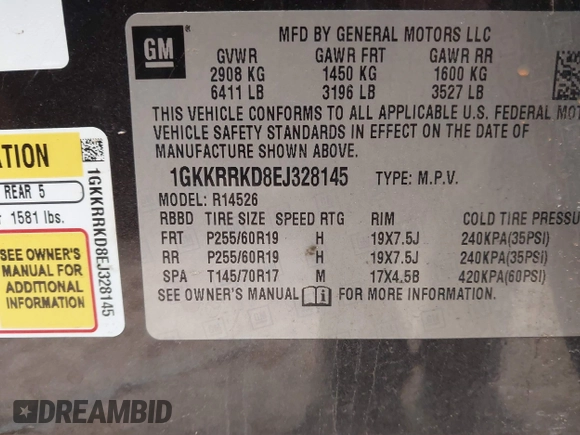 MFD BY GENERAL MOTORS LLC
GM
GVWR GAWR FRT GAWR RR
2908 KG 1450 KG 1600 KG
6411 LB 3196 LB 3527 LB
THIS VEHICLE CONFORMS TO ALL APPLICABLE U.S. FEDERAL MOT
VEHICLE SAFETY STANDARDS IN EFFECT ON THE DATE OF
MANUFACTURE SHOWN ABOVE.
1GKKRRKD8EJ328145 TYPE: M.P.V.
MODEL: R14526
RBBD TIRE SIZE SPEED RTG RIM COLD TIRE PRESSU
FRT P255/60R19 H 19X7.5J 240KPA(35PSI)
RR P255/60R19 H 19X7.5J 240KPA(35PSI)
SPA T145/70R17 M 17X4.5B 420KPA(60PSI)
SEE OWNER'S MANUAL FOR MORE INFORMATION.
ATION
REAR 5
1581 lbs.
SEE OWNER'S
MANUAL FOR
ADDITIONAL
INFORMATION
1GKKRRKD8EJ328145
DREAMBID